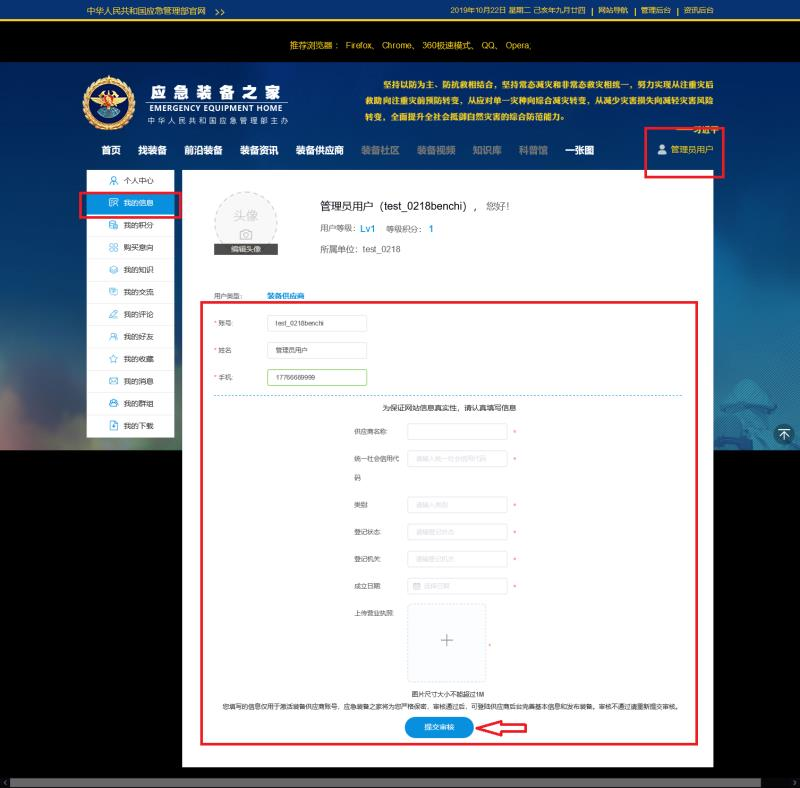 中华人民共和国应急管理部官网 >>
2019年10月22日 星期二 己亥年九月廿四 | 网站导航 | 管理后台 | 资讯后台
推荐浏览器： Firefox、 Chrome、 360极速模式、 QQ、 Opera;
应急装备之家
EMERGENCY EQUIPMENT HOME
中华人民共和国应急管理部主办
坚持以防为主、防抗救相结合，坚持常态减灾和非常态救灾相统一，努力实现从注重灾后
救助向注重灾前预防转变，从应对单一灾种向综合减灾转变，从减少灾害损失向减轻灾害风险
转变，全面提升全社会抵御自然灾害的综合防范能力。
——习近平
首页 找装备 前沿装备 装备资讯 装备供应商 装备社区 装备视频 知识库 科普馆 一张图
管理员用户
个人中心
我的信息
我的积分
购买意向
我的知识
我的交流
我的评论
我的好友
我的收藏
我的消息
我的群组
我的下载
头像
编辑头像
管理员用户（test_0218benchi）， 您好!
用户等级: Lv1 等级积分: 1
所属单位: test_0218
用户类型: 装备供应商
* 账号: test_0218benchi
* 姓名 管理员用户
* 手机: 17766689999
为保证网站信息真实性，请认真填写信息
供应商名称: *
统一社会信用代码 请输入统一社会信用代码 *
类别: 请输入类别 *
登记状态: 请输登记状态 *
登记机关: 请输登记机关 *
成立日期: 选择日期 *
上传营业执照: *
图片尺寸大小不能超过1M
您填写的信息仅用于激活装备供应商账号，应急装备之家将为您严格保密，审核通过后，可登陆供应商后台完善基本信息和发布装备。审核不通过请重新提交审核。
提交审核